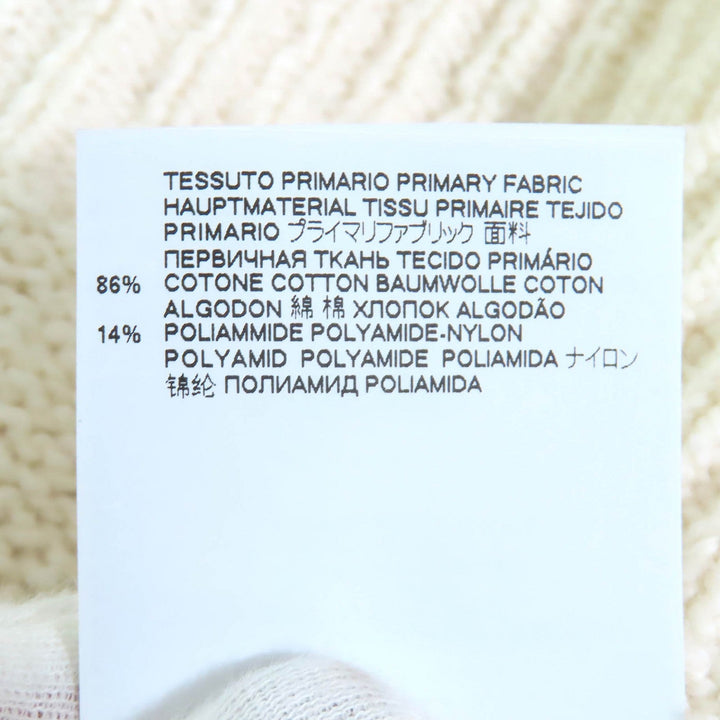 TESSUTO PRIMARIO PRIMARY FABRIC
HAUPTMATERIAL TISSU PRIMAIRE TEJIDO
PRIMARIO プライマリファブリック 面料
ПЕРВИЧНАЯ ТКАНЬ TECIDO PRIMÁRIO
86% COTONE COTTON BAUMWOLLE COTON
ALGODON 綿 棉 ХЛОПОК ALGODÃO
14% POLIAMMIDE POLYAMIDE-NYLON
POLYAMID POLYAMIDE POLIAMIDA ナイロン
锦纶 ПОЛИАМИД POLIAMIDA